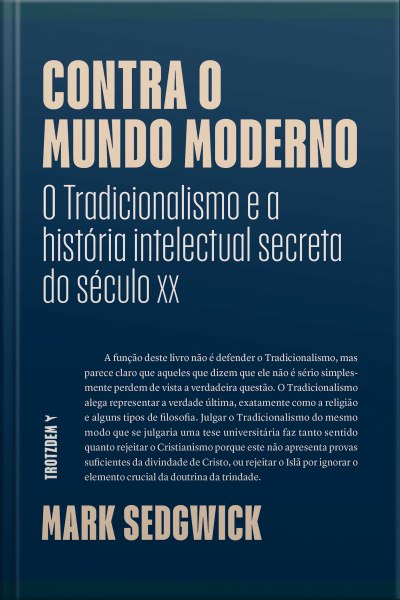 CONTRA O
MUNDO MODERNO
O Tradicionalismo e a
história intelectual secreta
do século XX
A função deste livro não é defender o Tradicionalismo, mas
parece claro que aqueles que dizem que ele não é sério simples-
mente perdem de vista a verdadeira questão. O Tradicionalismo
alega representar a verdade última, exatamente como a religião
e alguns tipos de filosofia. Julgar o Tradicionalismo do mesmo
modo que se julgaria uma tese universitária faz tanto sentido
quanto rejeitar o Cristianismo porque este não apresenta provas
suficientes da divindade de Cristo, ou rejeitar o Islã por ignorar o
elemento crucial da doutrina da trindade.
TROTZDEM Y
MARK SEDGWICK